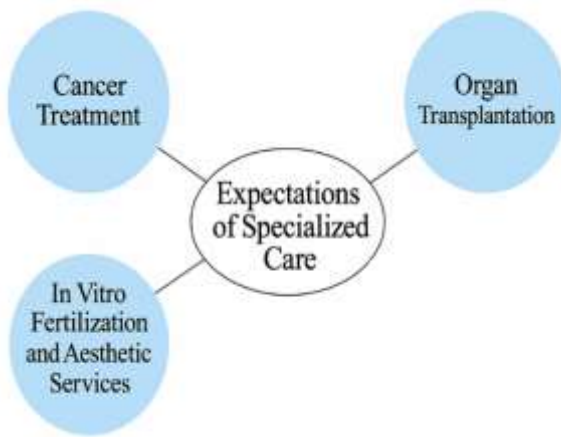 Cancer
Treatment
Organ
Transplantation
Expectations
of Specialized
Care
In Vitro
Fertilization
and Aesthetic
Services